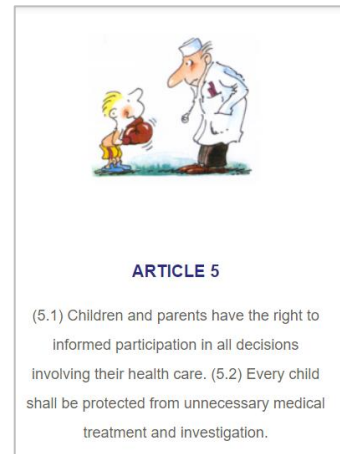 ARTICLE 5
(5.1) Children and parents have the right to
informed participation in all decisions
involving their health care. (5.2) Every child
shall be protected from unnecessary medical
treatment and investigation.